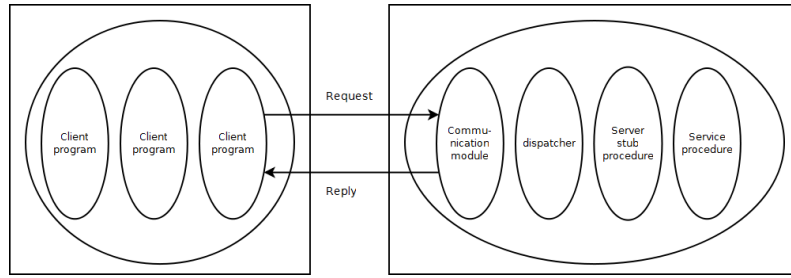 Client
program
Client
program
Client
program
Request
Reply
Commu-
nication
module
dispatcher
Server
stub
procedure
Service
procedure